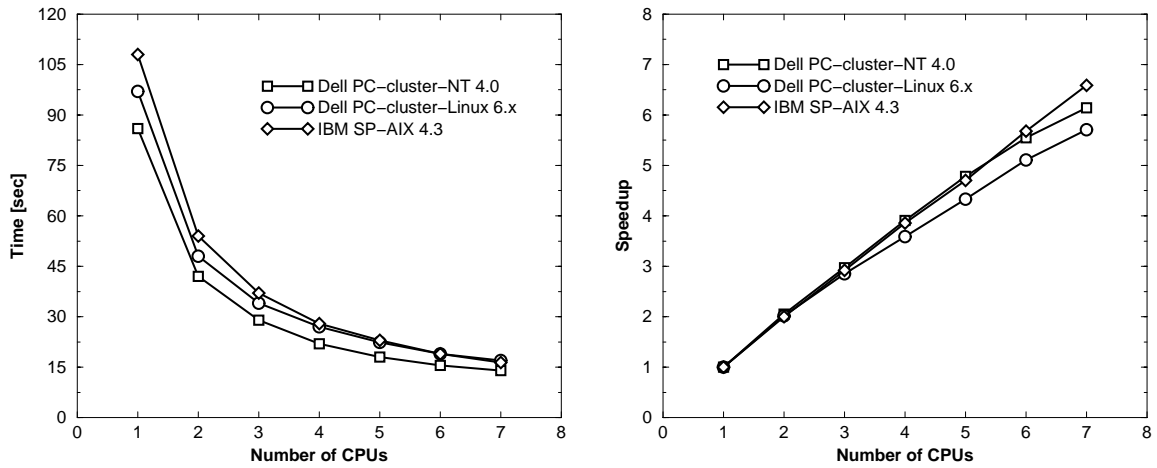 120
105
90
75
60
45
30
15
0
Time [sec]
0 1 2 3 4 5 6 7 8
Number of CPUs
Dell PC−cluster−NT 4.0
Dell PC−cluster−Linux 6.x
IBM SP−AIX 4.3
8
7
6
5
4
3
2
1
0
Speedup
0 1 2 3 4 5 6 7 8
Number of CPUs
Dell PC−cluster−NT 4.0
Dell PC−cluster−Linux 6.x
IBM SP−AIX 4.3